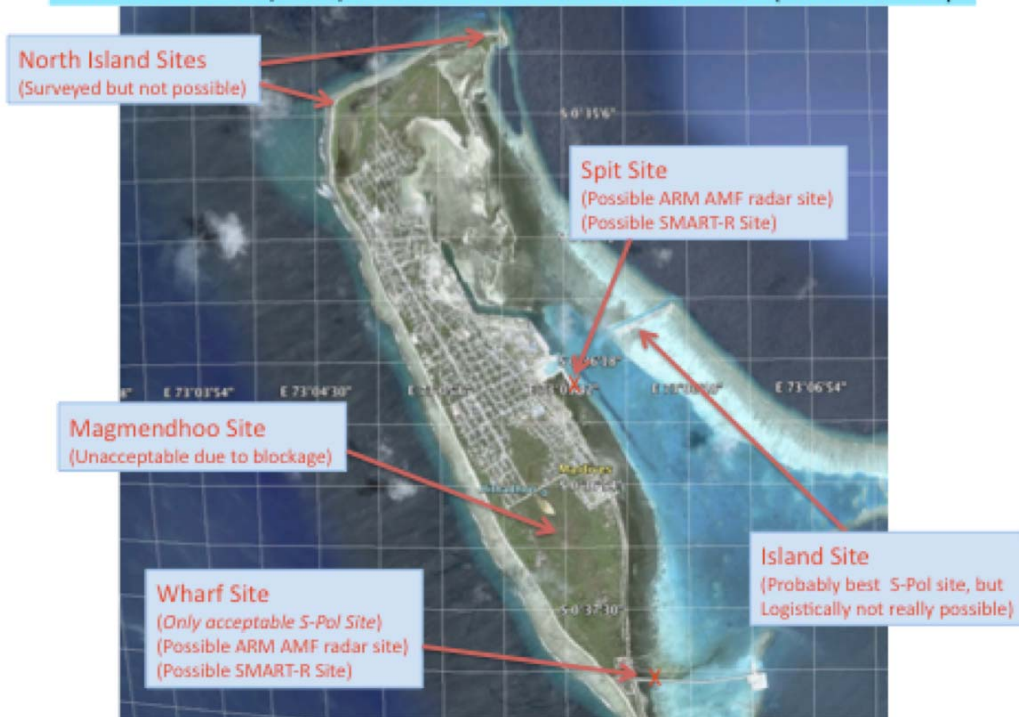 North Island Sites
(Surveyed but not possible)
S 0°35'6"
Spit Site
(Possible ARM AMF radar site)
(Possible SMART-R Site)
E 73°03'54"
E 73°04'30"
E 73°06'54"
Magmendhoo Site
(Unacceptable due to blockage)
Maldives
Island Site
(Probably best S-Pol site, but
Logistically not really possible)
S 0°37'30"
Wharf Site
(Only acceptable S-Pol Site)
(Possible ARM AMF radar site)
(Possible SMART-R Site)
X
X